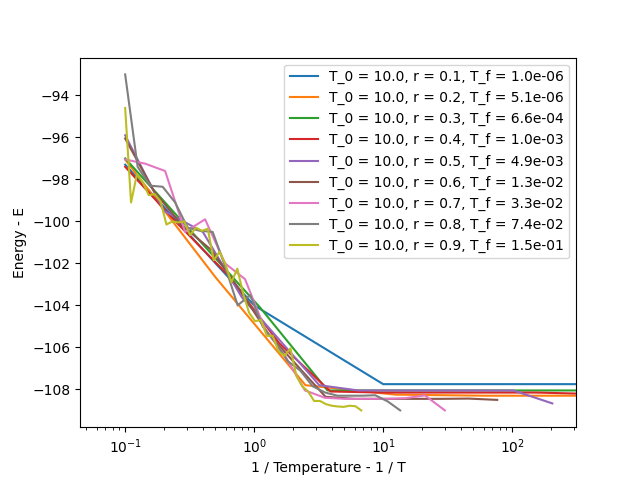 T_0 = 10.0, r = 0.1, T_f = 1.0e-06
T_0 = 10.0, r = 0.2, T_f = 5.1e-06
T_0 = 10.0, r = 0.3, T_f = 6.6e-04
T_0 = 10.0, r = 0.4, T_f = 1.0e-03
T_0 = 10.0, r = 0.5, T_f = 4.9e-03
T_0 = 10.0, r = 0.6, T_f = 1.3e-02
T_0 = 10.0, r = 0.7, T_f = 3.3e-02
T_0 = 10.0, r = 0.8, T_f = 7.4e-02
T_0 = 10.0, r = 0.9, T_f = 1.5e-01
Energy - E
−94
−96
−98
−100
−102
−104
−106
−108
10⁻¹
10⁰
10¹
10²
1 / Temperature - 1 / T